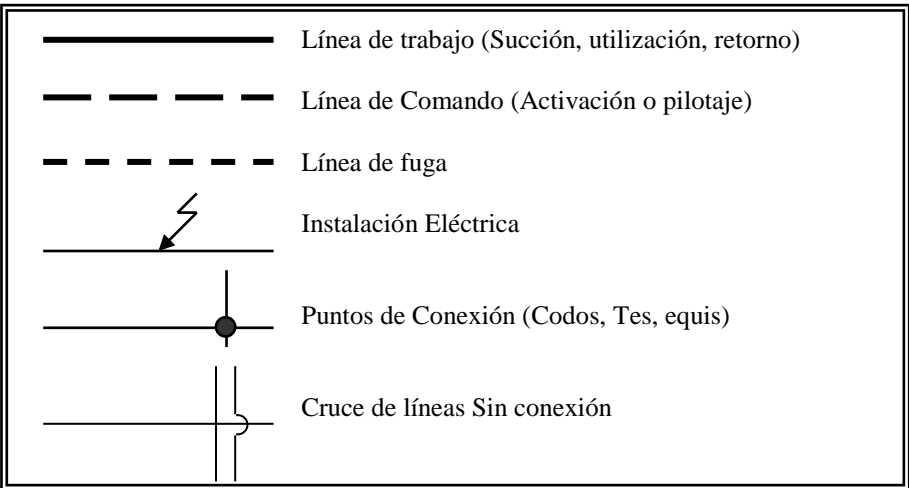 Línea de trabajo (Succión, utilización, retorno)
Línea de Comando (Activación o pilotaje)
Línea de fuga
Instalación Eléctrica
Puntos de Conexión (Codos, Tes, equis)
Cruce de líneas Sin conexión